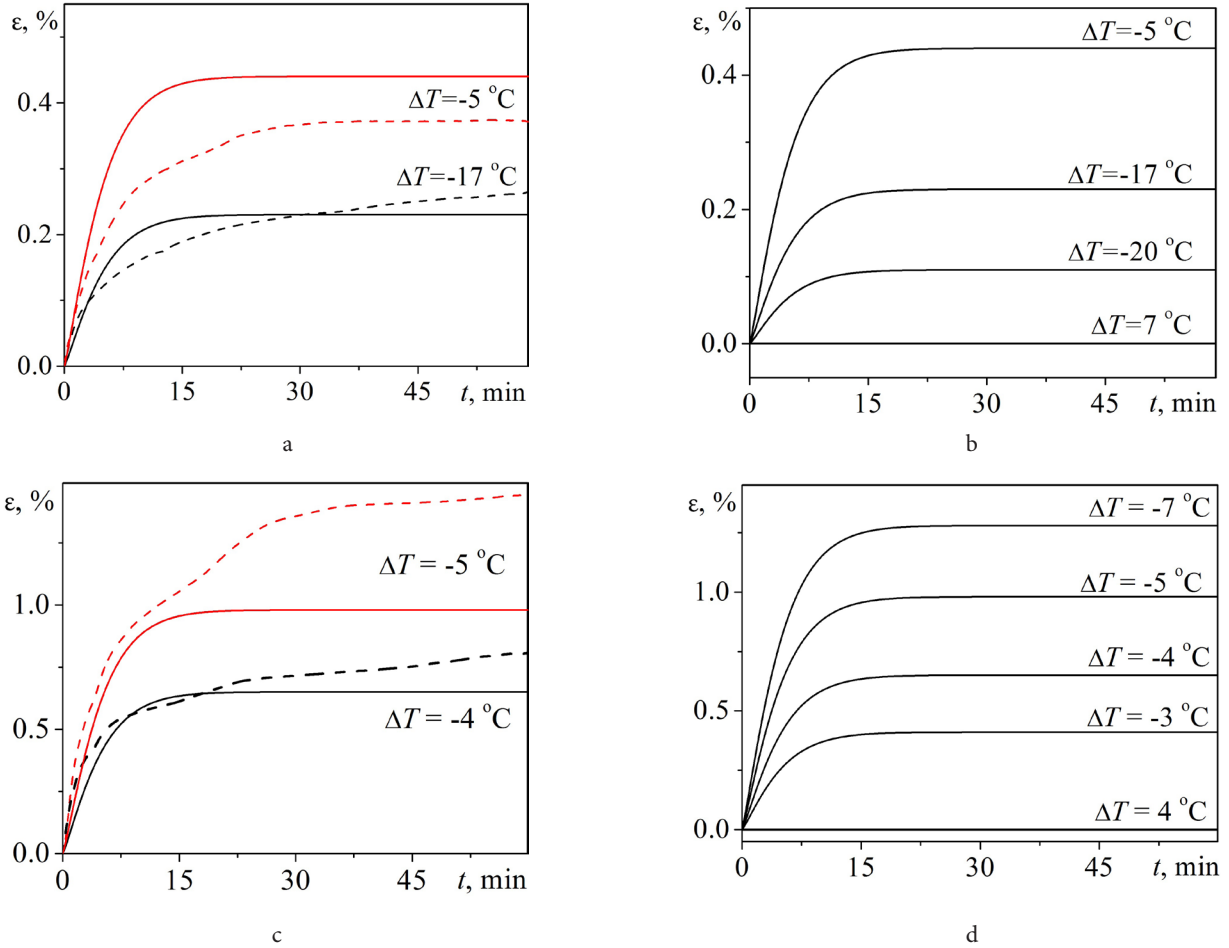 ε, %
0.4
0.2
0.0
ΔT=-5 °C
ΔT=-17 °C
0
15
30
45
t, min
a
ε, %
0.4
0.2
0.0
ΔT=-5 °C
ΔT=-17 °C
ΔT=-20 °C
ΔT=7 °C
0
15
30
45
t, min
b
ε, %
1.0
0.5
0.0
ΔT = -5 °C
ΔT = -4 °C
0
15
30
45
t, min
c
ε, %
1.0
0.5
0.0
ΔT = -7 °C
ΔT = -5 °C
ΔT = -4 °C
ΔT = -3 °C
ΔT = 4 °C
0
15
30
45
t, min
d